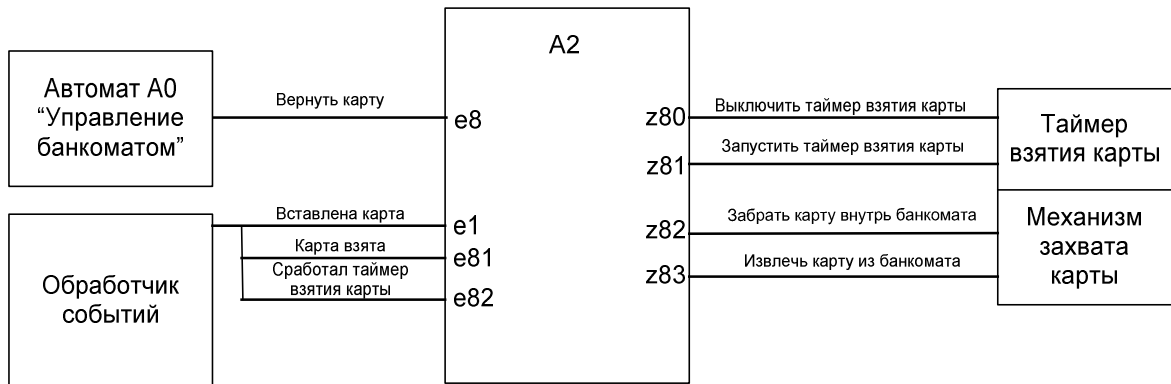 Автомат А0
“Управление
банкоматом”
Вернуть карту
Обработчик
событий
Вставлена карта
Карта взята
Сработал таймер
взятия карты
A2
e8
e1
e81
e82
z80
z81
z82
z83
Выключить таймер взятия карты
Запустить таймер взятия карты
Забрать карту внутрь банкомата
Извлечь карту из банкомата
Таймер
взятия карты
Механизм
захвата
карты